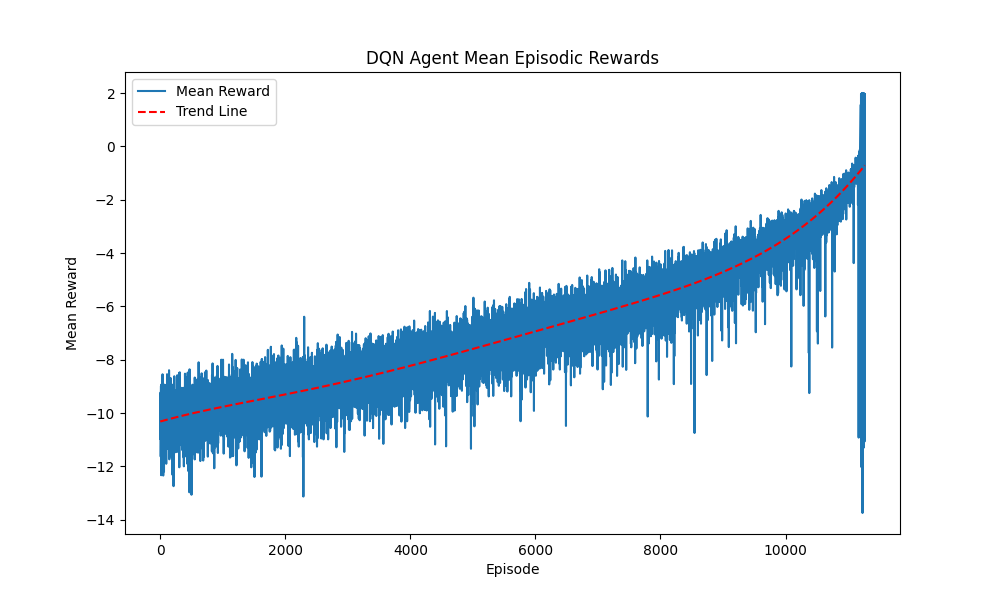 DQN Agent Mean Episodic Rewards
Mean Reward
Trend Line
2
0
−2
−4
−6
−8
−10
−12
−14
Mean Reward
0 2000 4000 6000 8000 10000
Episode